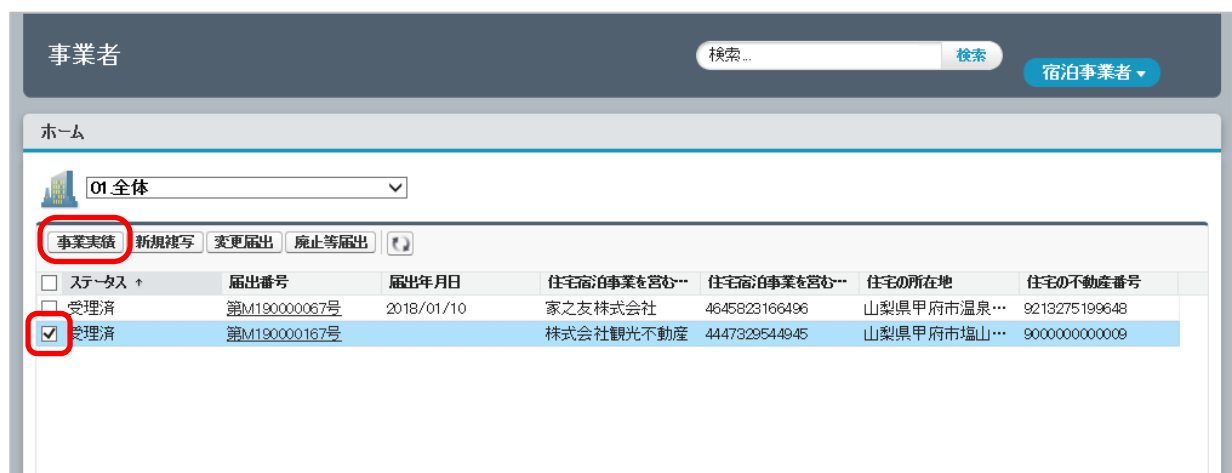 事業者
検索...
検索
宿泊事業者
ホーム
01.全体
事業実績 新規複写 変更届出 廃止等届出
ステータス ↑ 届出番号 届出年月日 住宅宿泊事業を営む… 住宅宿泊事業を営む… 住宅の所在地 住宅の不動産番号
受理済 第M190000067号 2018/01/10 家之友株式会社 4645823166496 山梨県甲府市温泉… 9213275199648
受理済 第M190000167号 株式会社観光不動産 4447329544945 山梨県甲府市塩山… 9000000000009